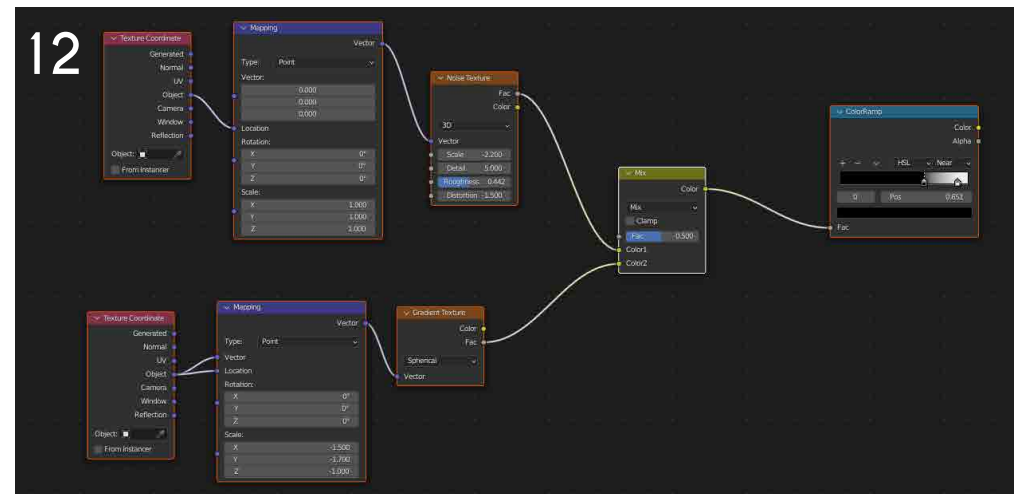 12
Texture Coordinate
Generated
Normal
UV
Object
Camera
Window
Reflection
Object:
From Instancer
Mapping
Vector
Type: Point
Vector:
0.000
0.000
0.000
Location
Rotation:
X 0°
Y 0°
Z 0°
Scale:
X 1.000
Y 1.000
Z 1.000
Noise Texture
Fac
Color
3D
Vector
Scale -2.200
Detail 5.000
Roughness 0.442
Distortion -1.500
Mix
Color
Mix
Clamp
Fac -0.500
Color1
Color2
ColorRamp
Color
Alpha
+ − HSL Near
0 Pos 0.651
Fac
Texture Coordinate
Generated
Normal
UV
Object
Camera
Window
Reflection
Object:
From Instancer
Mapping
Vector
Type: Point
Vector
Location
Rotation:
X 0°
Y 0°
Z 0°
Scale:
X -1.500
Y -1.700
Z -1.000
Gradient Texture
Color
Fac
Spherical
Vector